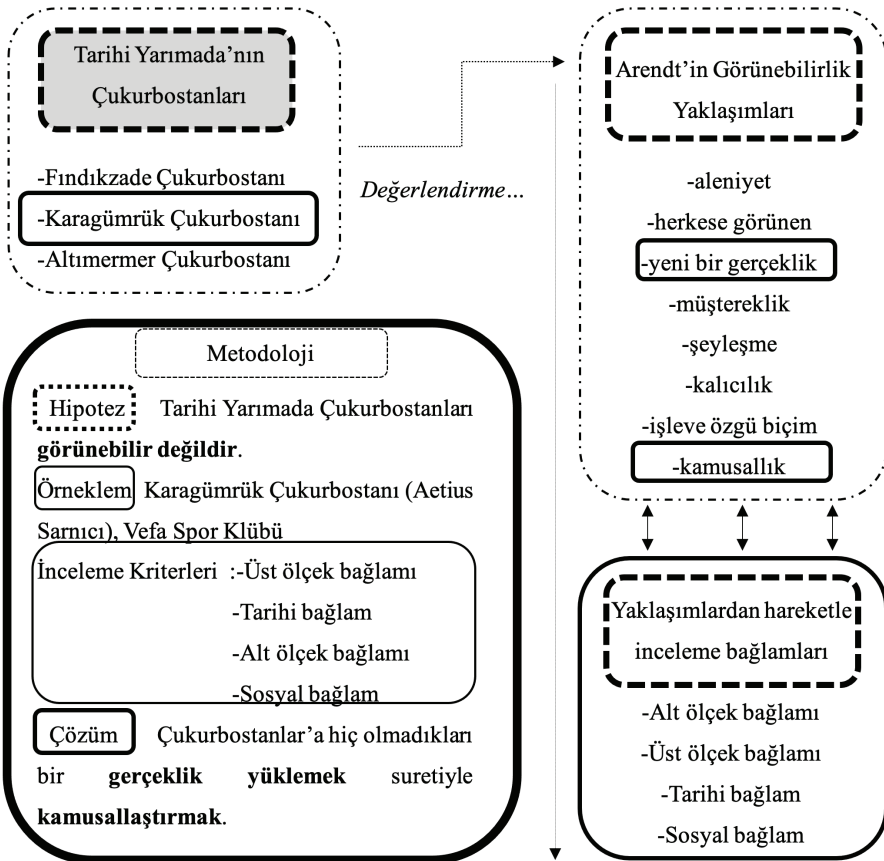 Tarihi Yarımada’nın
Çukurbostanları
-Fındıkzade Çukurbostanı
-Karagümrük Çukurbostanı
-Altımermer Çukurbostanı
Değerlendirme…
Arendt’in Görünebilirlik
Yaklaşımları
-aleniyet
-herkese görünen
-yeni bir gerçeklik
-müştereklik
-şeyleşme
-kalıcılık
-işleve özgü biçim
-kamusallık
Metodoloji
Hipotez Tarihi Yarımada Çukurbostanları
görünebilir değildir.
Örneklem Karagümrük Çukurbostanı (Aetius
Sarnıcı), Vefa Spor Klübü
İnceleme Kriterleri :-Üst ölçek bağlamı
-Tarihi bağlam
-Alt ölçek bağlamı
-Sosyal bağlam
Çözüm Çukurbostanlar’a hiç olmadıkları
bir gerçeklik yüklemek suretiyle
kamusallaştırmak.
Yaklaşımlardan hareketle
inceleme bağlamları
-Alt ölçek bağlamı
-Üst ölçek bağlamı
-Tarihi bağlam
-Sosyal bağlam